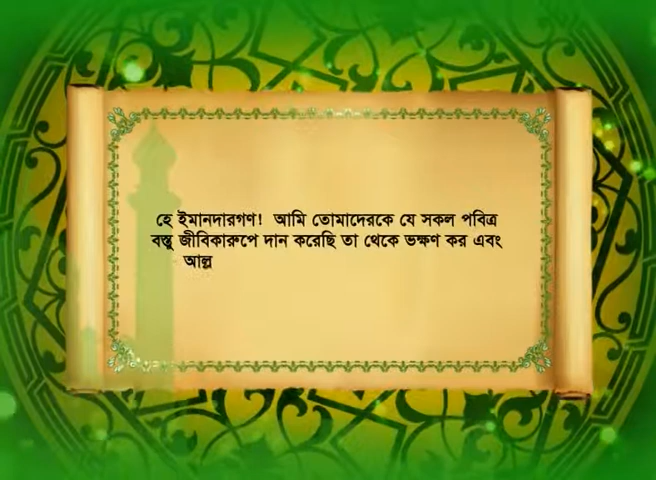 হে ইমানদারগণ! আমি তোমাদেরকে যে সকল পবিত্র
বস্তু জীবিকারুপে দান করেছি তা থেকে ভক্ষণ কর এবং
আল্ল